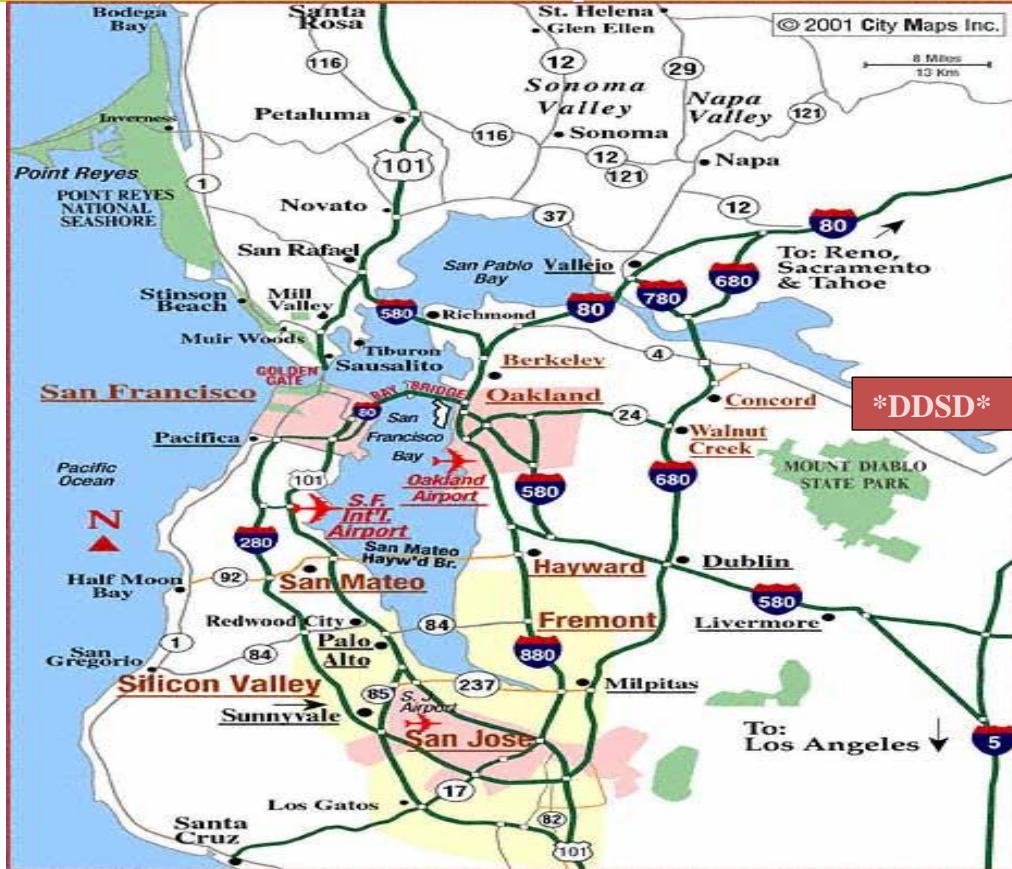 Bodega
Bay
Santa
Rosa
St. Helena
Glen Ellen
© 2001 City Maps Inc.
8 Miles
13 Km
116
12
29
Sonoma
Valley
Napa
Valley
121
Inverness
Petaluma
116
Sonoma
12
121
Napa
101
Point Reyes
1
POINT REYES
NATIONAL
SEASHORE
Novato
37
12
80
San Rafael
San Pablo
Bay
Vallejo
To: Reno,
Sacramento
& Tahoe
680
780
80
Stinson
Beach
Mill
Valley
580
Richmond
Muir Woods
Tiburon
Sausalito
4
Berkeley
GOLDEN
GATE
San Francisco
BAY BRIDGE
Oakland
Concord
*DDSD*
80
San
Francisco
Bay
24
Walnut
Creek
Pacifica
Pacific
Ocean
101
Oakland
Airport
580
680
MOUNT DIABLO
STATE PARK
S.F.
Int'l.
Airport
N
280
San Mateo
Hayw'd Br.
Half Moon
Bay
92
San Mateo
Hayward
Dublin
580
Livermore
Redwood City
84
Fremont
1
San
Gregorio
84
Palo
Alto
880
Silicon Valley
85
S. J.
Airport
237
Milpitas
Sunnyvale
San Jose
To:
Los Angeles
5
17
Los Gatos
82
Santa
Cruz
101